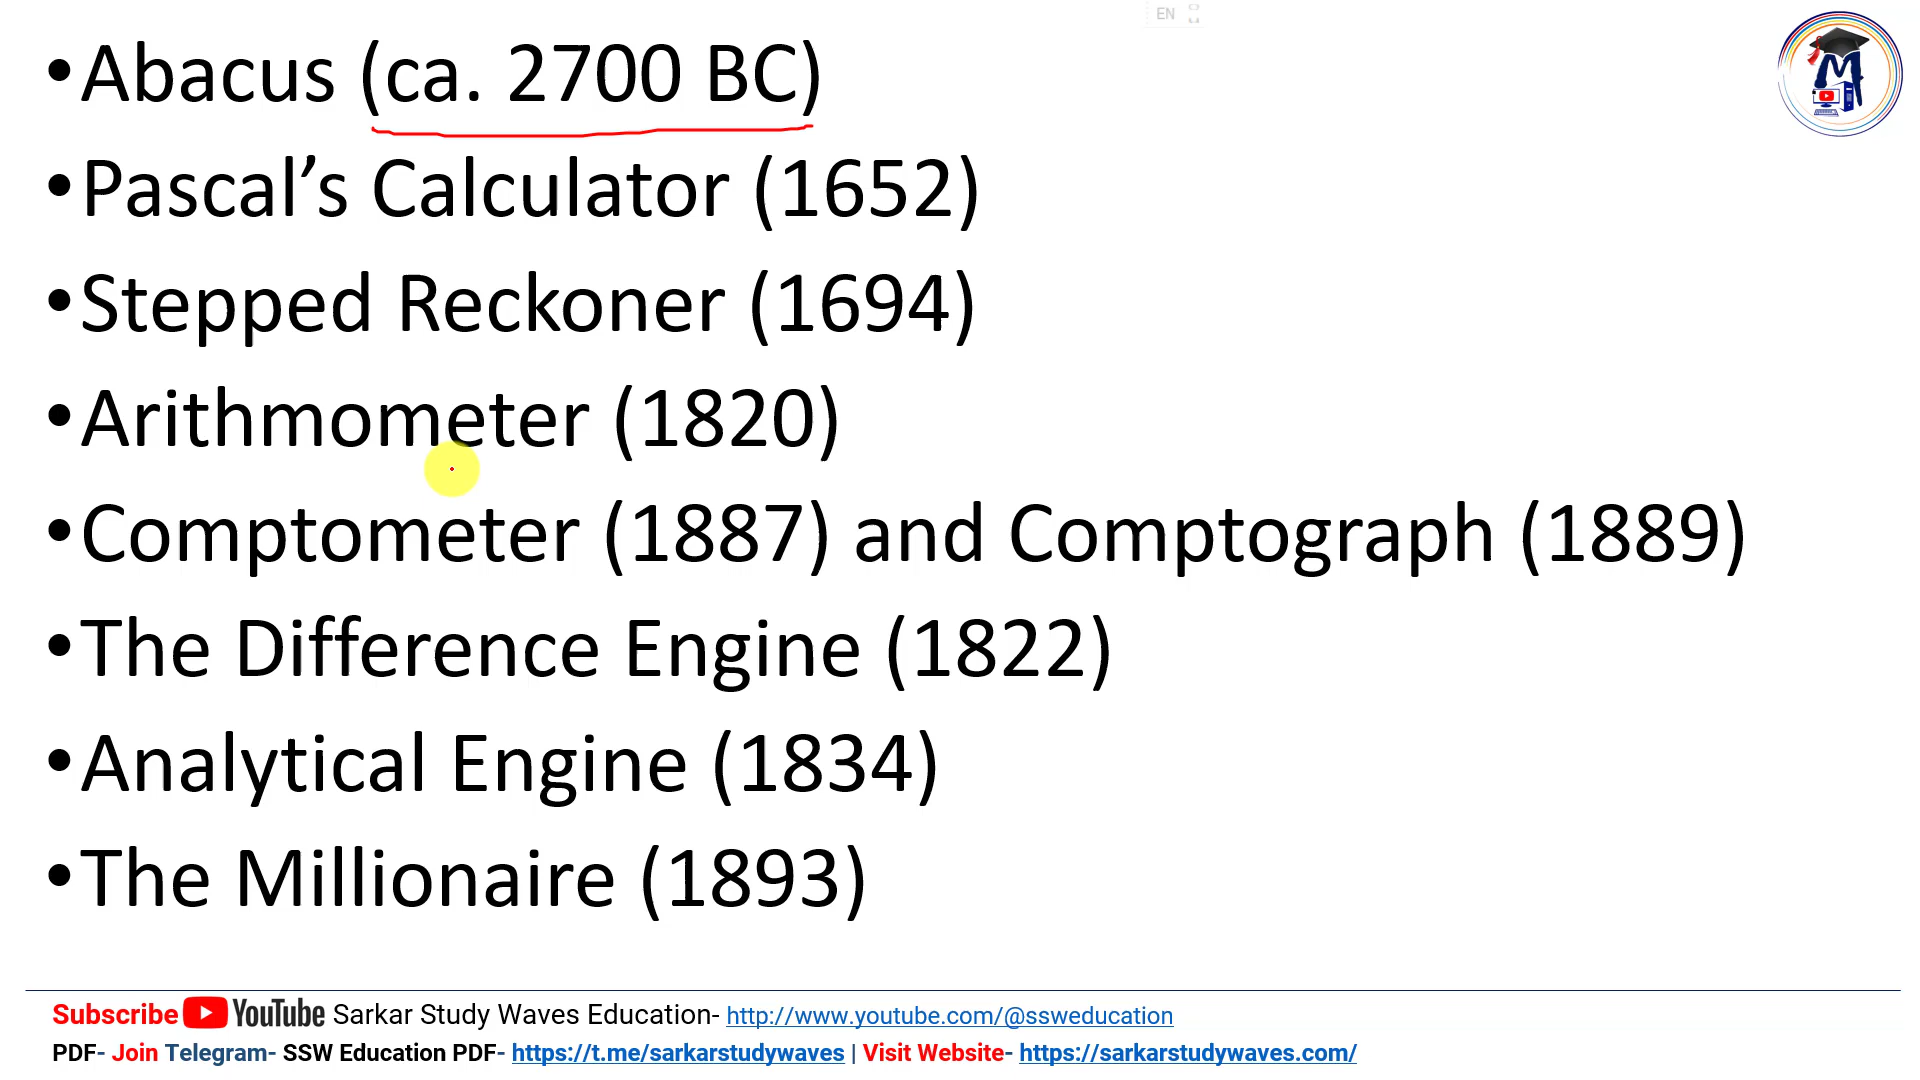 EN
•Abacus (ca. 2700 BC)
•Pascal’s Calculator (1652)
•Stepped Reckoner (1694)
•Arithmometer (1820)
•Comptometer (1887) and Comptograph (1889)
•The Difference Engine (1822)
•Analytical Engine (1834)
•The Millionaire (1893)
Subscribe YouTube Sarkar Study Waves Education- http://www.youtube.com/@ssweducation
PDF- Join Telegram- SSW Education PDF- https://t.me/sarkarstudywaves | Visit Website- https://sarkarstudywaves.com/